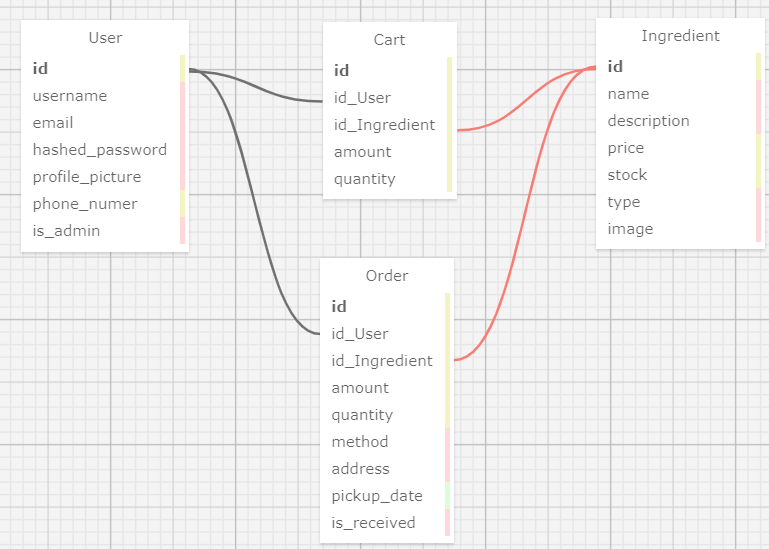 User
id
username
email
hashed_password
profile_picture
phone_numer
is_admin
Cart
id
id_User
id_Ingredient
amount
quantity
Ingredient
id
name
description
price
stock
type
image
Order
id
id_User
id_Ingredient
amount
quantity
method
address
pickup_date
is_received